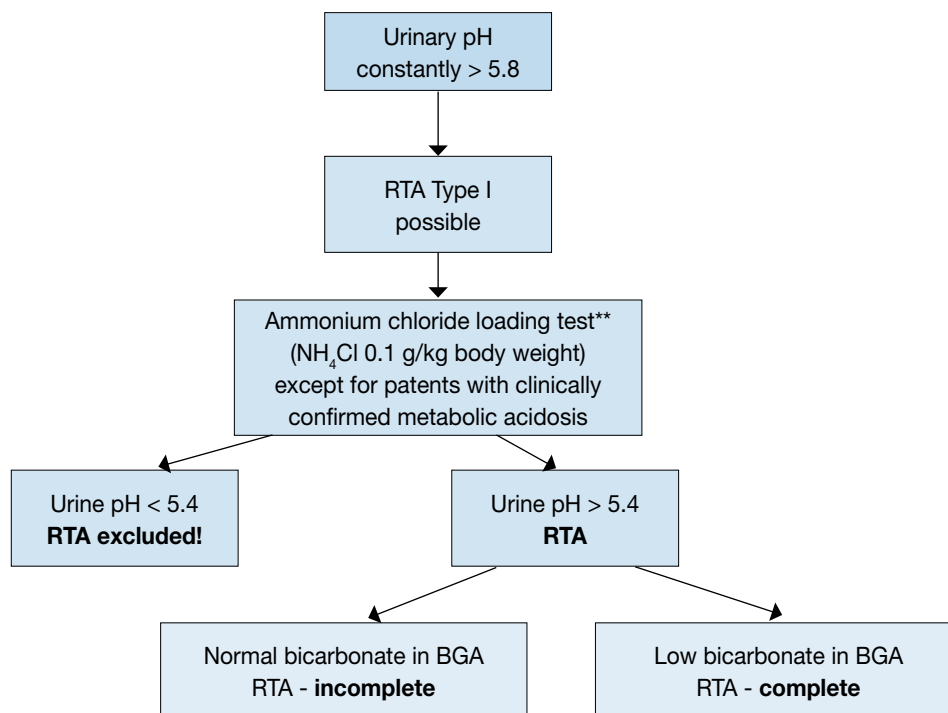 Urinary pH
constantly > 5.8
RTA Type I
possible
Ammonium chloride loading test**
(NH₄Cl 0.1 g/kg body weight)
except for patents with clinically
confirmed metabolic acidosis
Urine pH < 5.4
RTA excluded!
Urine pH > 5.4
RTA
Normal bicarbonate in BGA
RTA - incomplete
Low bicarbonate in BGA
RTA - complete